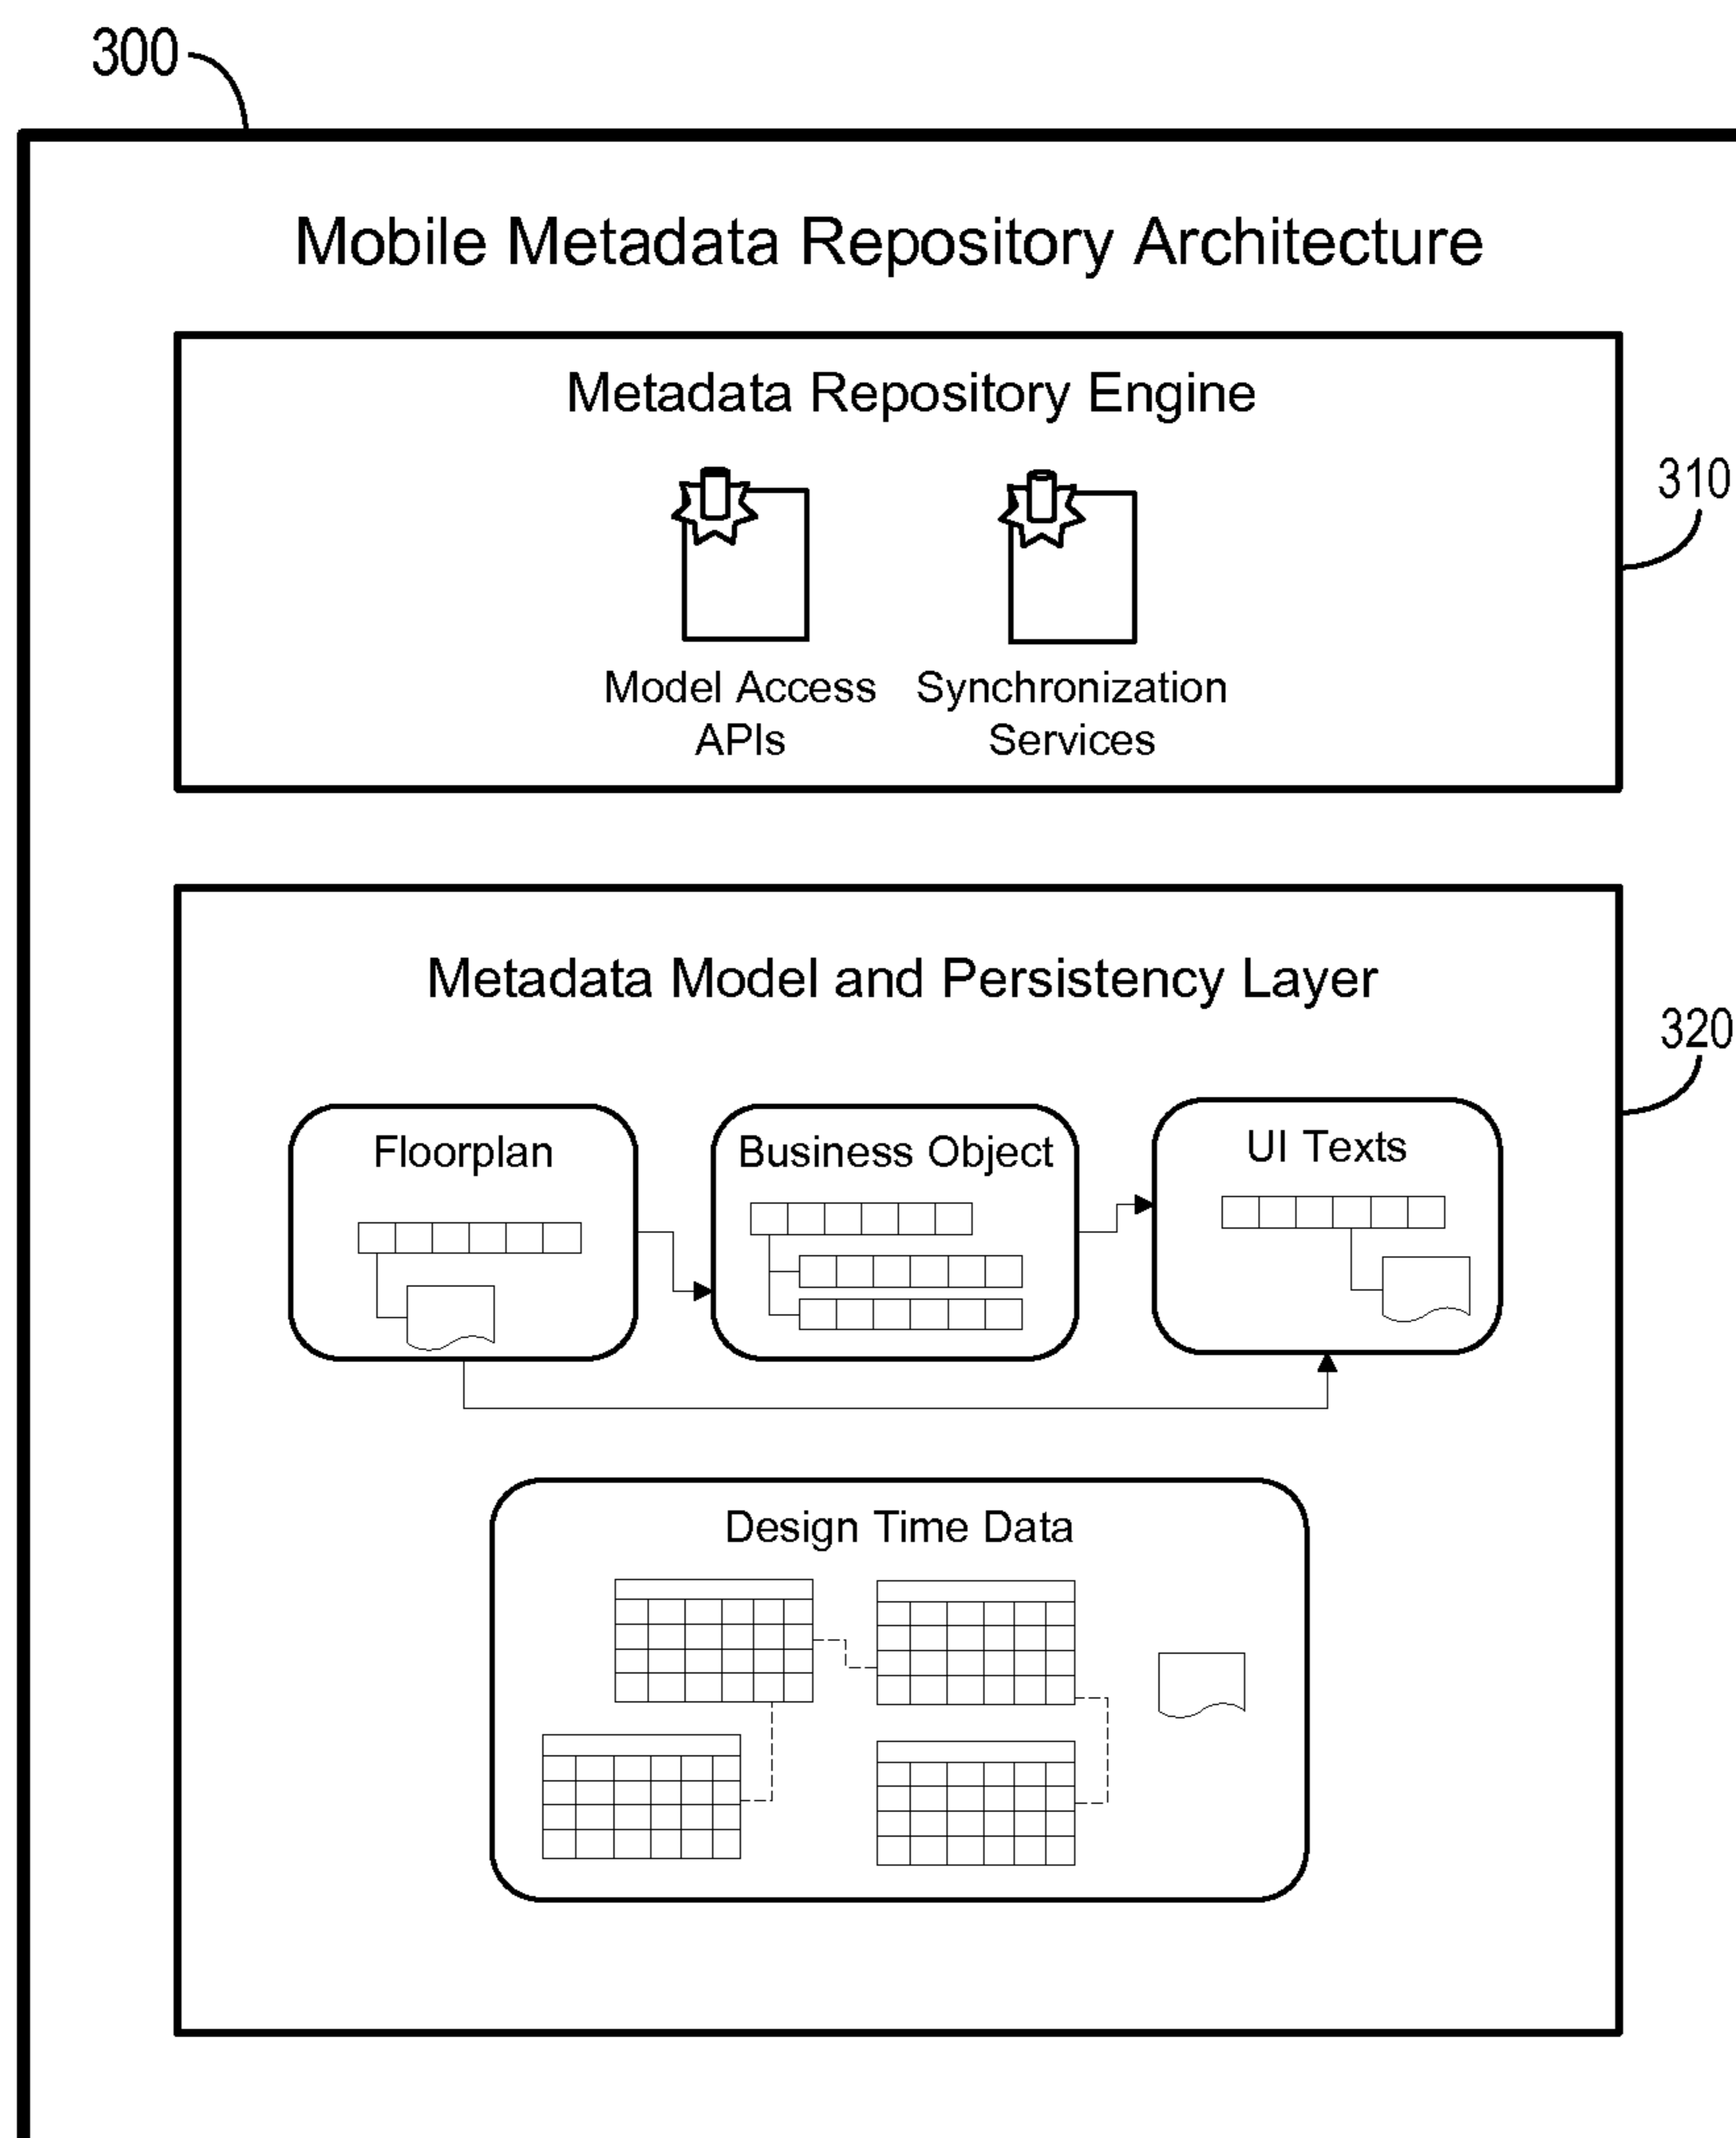 300
Mobile Metadata Repository Architecture
Metadata Repository Engine
310
Model Access
APIs
Synchronization
Services
Metadata Model and Persistency Layer
320
Floorplan
Business Object
UI Texts
Design Time Data